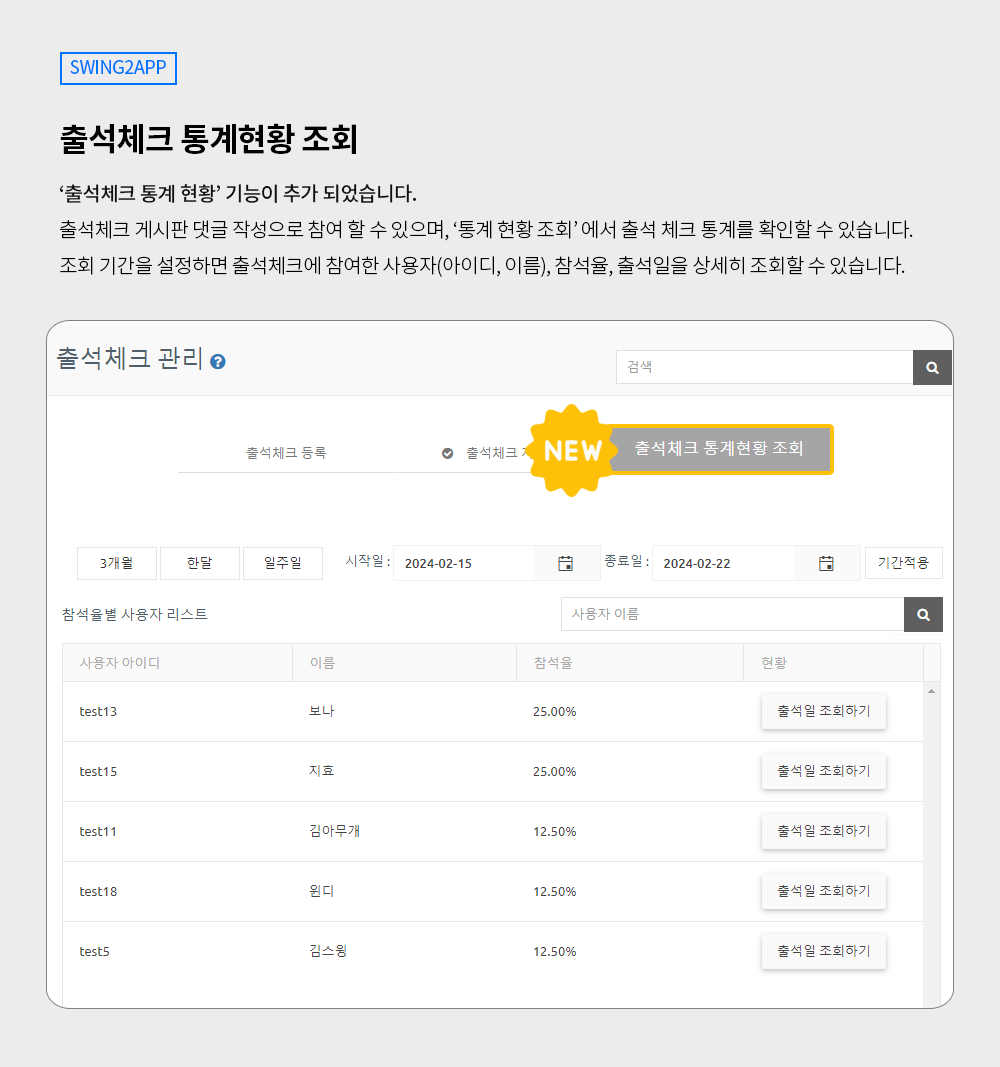 SWING2APP
출석체크 통계현황 조회
‘출석체크 통계 현황’ 기능이 추가 되었습니다.
출석체크 게시판 댓글 작성으로 참여 할 수 있으며, ‘통계 현황 조회’ 에서 출석 체크 통계를 확인할 수 있습니다.
조회 기간을 설정하면 출석체크에 참여한 사용자(아이디, 이름), 참석율, 출석일을 상세히 조회할 수 있습니다.
출석체크 관리 ?
검색
출석체크 등록 출석체크 NEW 출석체크 통계현황 조회
3개월 한달 일주일 시작일 : 2024-02-15 종료일 : 2024-02-22 기간적용
참석율별 사용자 리스트 사용자 이름
사용자 아이디 이름 참석율 현황
test13 보나 25.00% 출석일 조회하기
test15 지효 25.00% 출석일 조회하기
test11 김아무개 12.50% 출석일 조회하기
test18 윈디 12.50% 출석일 조회하기
test5 김스윙 12.50% 출석일 조회하기